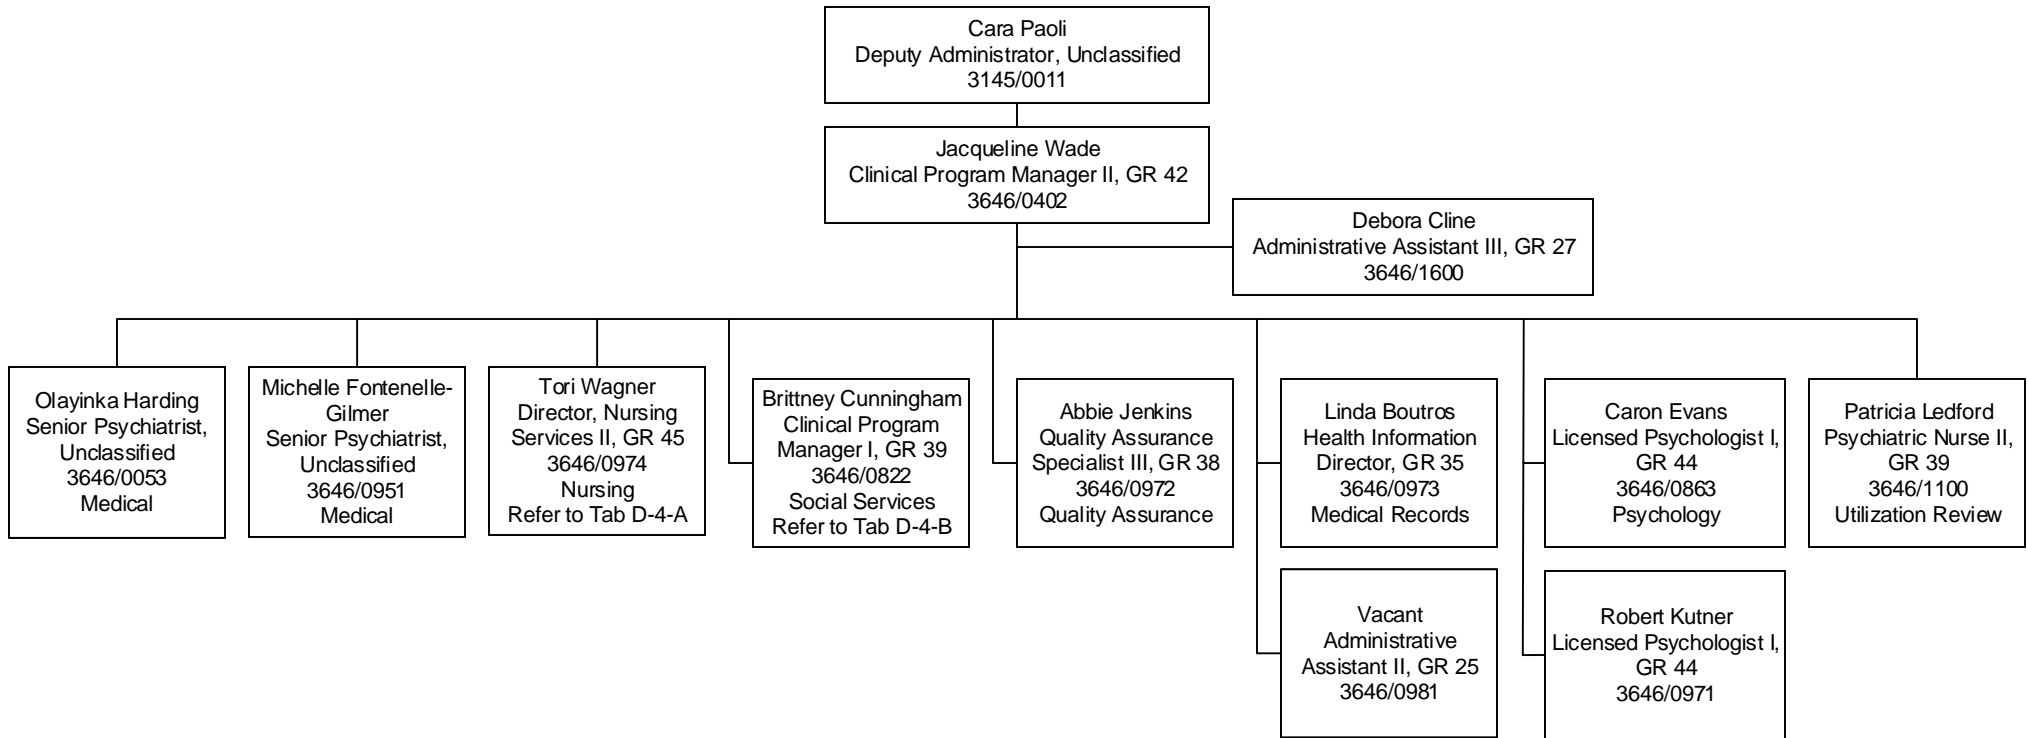 Cara Paoli
Deputy Administrator, Unclassified
3145/0011
Jacqueline Wade
Clinical Program Manager II, GR 42
3646/0402
Debora Cline
Administrative Assistant III, GR 27
3646/1600
Olayinka Harding
Senior Psychiatrist,
Unclassified
3646/0053
Medical
Michelle Fontenelle-
Gilmer
Senior Psychiatrist,
Unclassified
3646/0951
Medical
Tori Wagner
Director, Nursing
Services II, GR 45
3646/0974
Nursing
Refer to Tab D-4-A
Brittney Cunningham
Clinical Program
Manager I, GR 39
3646/0822
Social Services
Refer to Tab D-4-B
Abbie Jenkins
Quality Assurance
Specialist III, GR 38
3646/0972
Quality Assurance
Linda Boutros
Health Information
Director, GR 35
3646/0973
Medical Records
Caron Evans
Licensed Psychologist I,
GR 44
3646/0863
Psychology
Patricia Ledford
Psychiatric Nurse II,
GR 39
3646/1100
Utilization Review
Vacant
Administrative
Assistant II, GR 25
3646/0981
Robert Kutner
Licensed Psychologist I,
GR 44
3646/0971